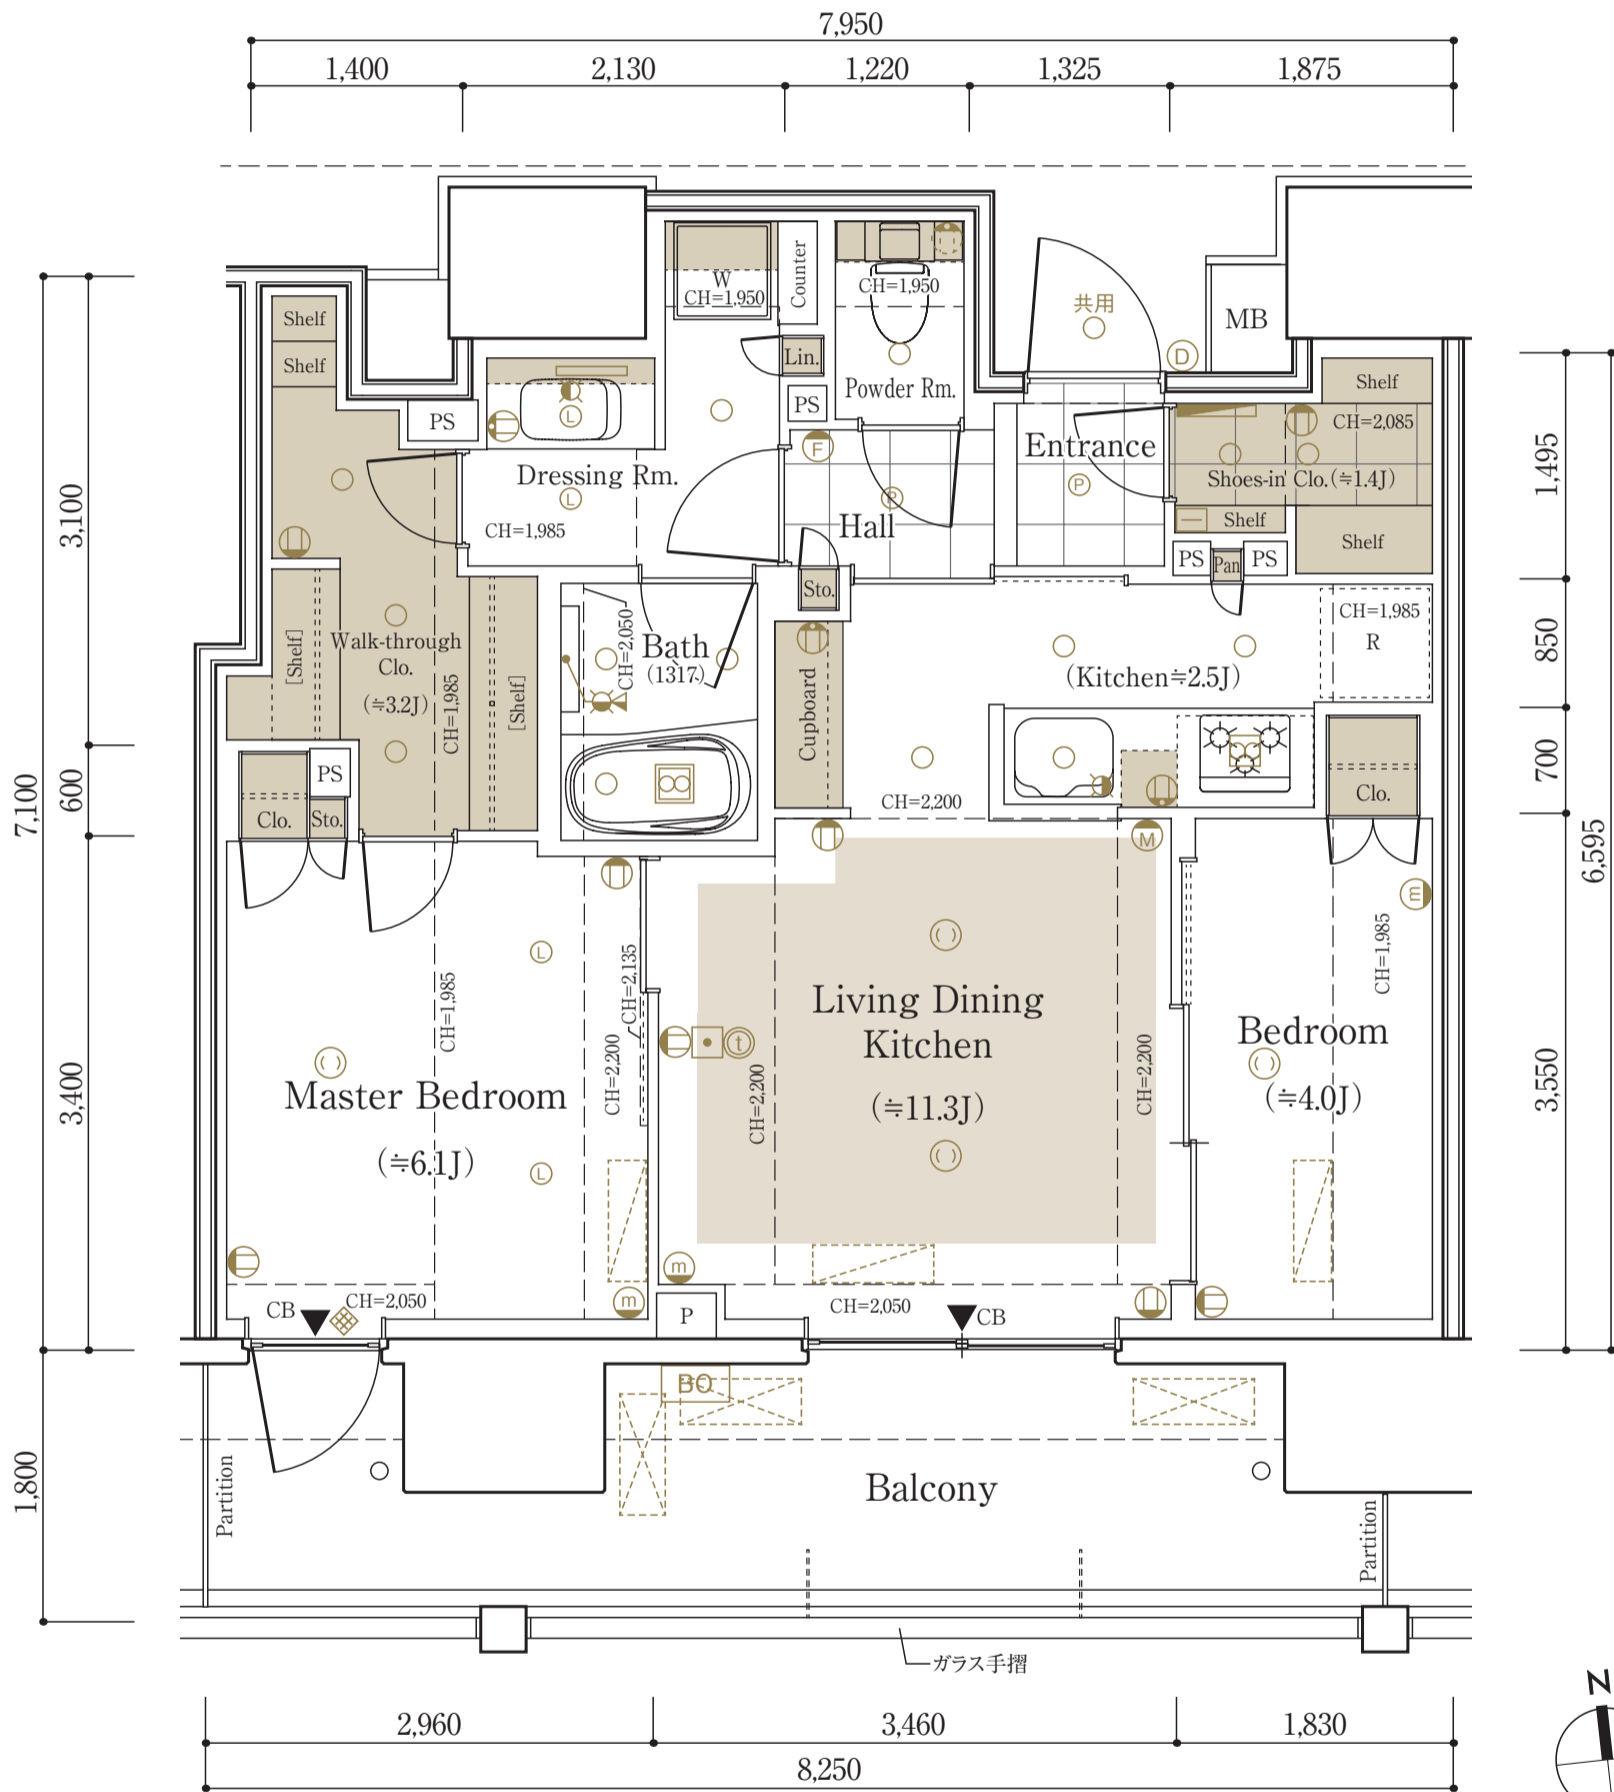 7,950
1,400
2,130
1,220
1,325
1,875
Shelf
Shelf
W
CH=1,950
Counter
CH=1,950
共用
D
MB
Lin.
PS
Powder Rm.
Shelf
PS
L
CH=2,085
Entrance
F
Dressing Rm.
L
CH=1,985
P
P
Shoes-in Clo.(≒1.4J)
Hall
Shelf
Shelf
PS
Pan
PS
Sto.
[Shelf]
Walk-through
Clo.
(≒3.2J)
CH=1,985
[Shelf]
CH=2,050
Bath
(1317)
Cupboard
(Kitchen≒2.5J)
CH=1,985
R
CH=2,200
PS
Clo.
Sto.
Clo.
M
m
L
CH=1,985
CH=2,135
CH=2,200
Living Dining
Kitchen
(≒11.3J)
t
CH=2,200
CH=2,200
CH=1,985
Bedroom
(≒4.0J)
Master Bedroom
(≒6.1J)
L
m
m
CB
CH=2,050
P
CH=2,050
CB
BO
Partition
Balcony
Partition
ガラス手摺
3,100
600
3,400
7,100
1,800
1,495
850
700
3,550
6,595
2,960
3,460
1,830
8,250
N